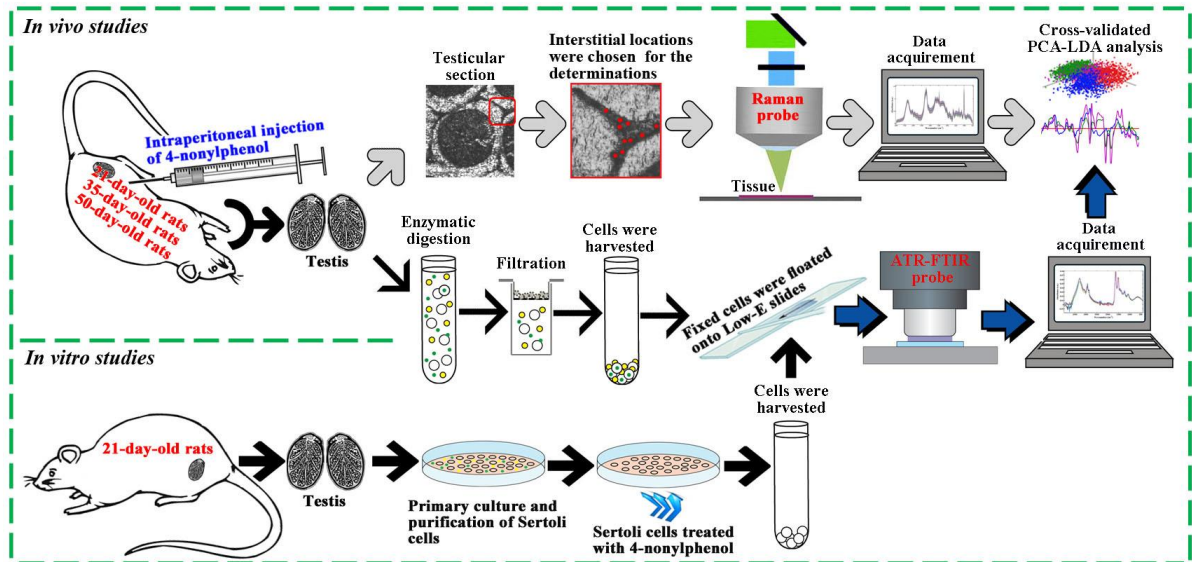 In vivo studies
Intraperitoneal injection
of 4-nonylphenol
21-day-old rats
35-day-old rats
50-day-old rats
Testis
Testicular
section
Interstitial locations
were chosen for the
determinations
Raman
probe
Tissue
Data
acquirement
Cross-validated
PCA-LDA analysis
Enzymatic
digestion
Filtration
Cells were
harvested
Fixed cells were floated
onto Low-E slides
ATR-FTIR
probe
Data
acquirement
In vitro studies
21-day-old rats
Testis
Primary culture and
purification of Sertoli
cells
Sertoli cells treated
with 4-nonylphenol
Cells were
harvested